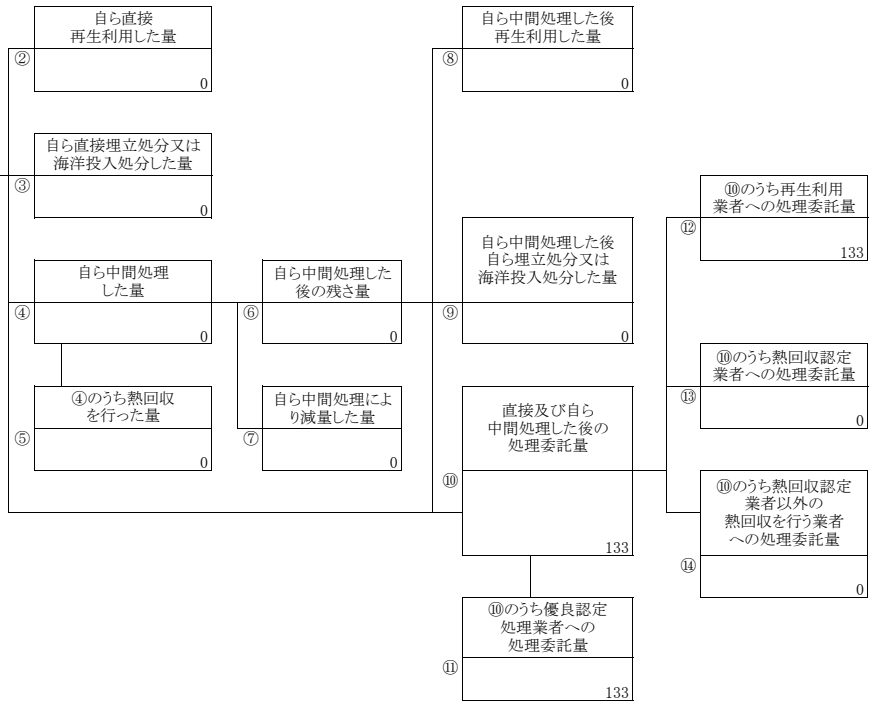 自ら直接
再生利用した量
②
0
自ら中間処理した後
再生利用した量
⑧
0
自ら直接埋立処分又は
海洋投入処分した量
③
0
⑩のうち再生利用
業者への処理委託量
⑫
133
自ら中間処理
した量
④
0
自ら中間処理した
後の残さ量
⑥
0
自ら中間処理した後
自ら埋立処分又は
海洋投入処分した量
⑨
0
⑩のうち熱回収認定
業者への処理委託量
⑬
0
④のうち熱回収
を行った量
⑤
0
自ら中間処理によ
り減量した量
⑦
0
直接及び自ら
中間処理した後の
処理委託量
⑩
133
⑩のうち熱回収認定
業者以外の
熱回収を行う業者
への処理委託量
⑭
0
⑩のうち優良認定
処理業者への
処理委託量
⑪
133